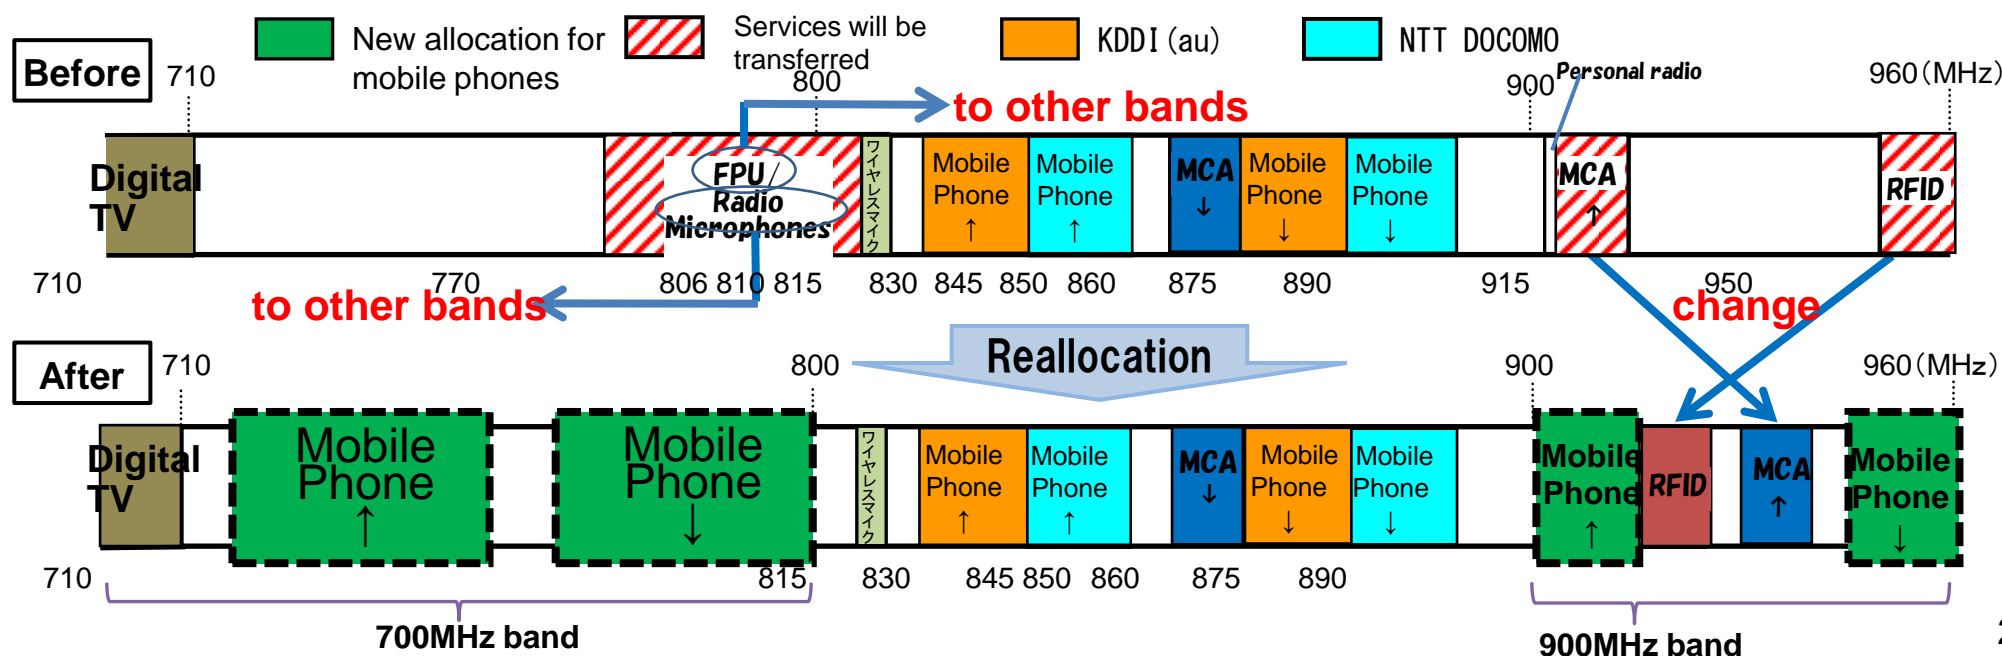 New allocation for
mobile phones
Services will be
transferred
KDDI(au)
NTT DOCOMO
Before
710
800
900
Personal radio
960(MHz)
to other bands
Digital
TV
FPU/
Radio
Microphones
ワイヤレスマイク
Mobile
Phone
↑
Mobile
Phone
↑
MCA
↓
Mobile
Phone
↓
Mobile
Phone
↓
MCA
↑
RFID
710
770
806
810
815
830
845
850
860
875
890
915
950
to other bands
change
Reallocation
After
710
800
900
960(MHz)
Digital
TV
Mobile
Phone
↑
Mobile
Phone
↓
ワイヤレスマイク
Mobile
Phone
↑
Mobile
Phone
↑
MCA
↓
Mobile
Phone
↓
Mobile
Phone
↓
Mobile
Phone
↑
RFID
MCA
↑
Mobile
Phone
↓
710
815
830
845
850
860
875
890
700MHz band
900MHz band